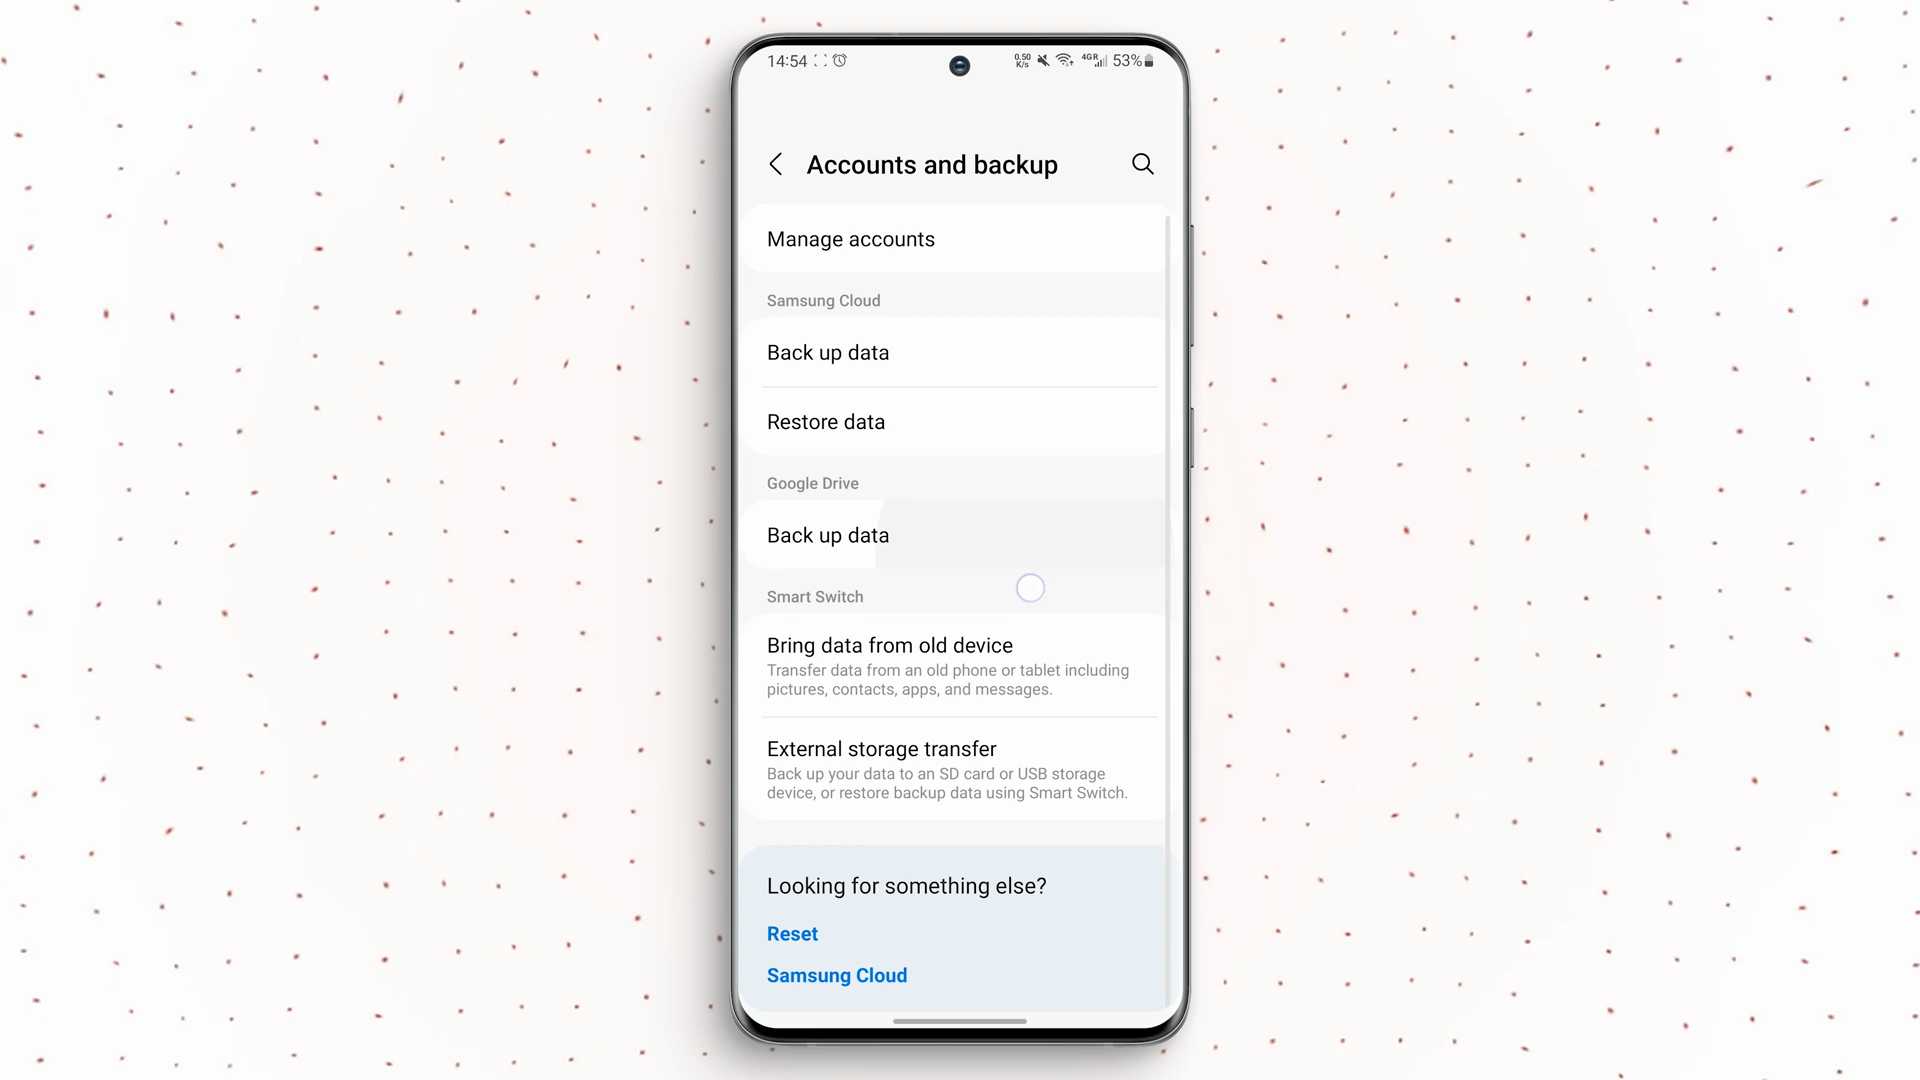 14:54
0.50 K/s 4GR 53%
Accounts and backup
Manage accounts
Samsung Cloud
Back up data
Restore data
Google Drive
Back up data
Smart Switch
Bring data from old device
Transfer data from an old phone or tablet including
pictures, contacts, apps, and messages.
External storage transfer
Back up your data to an SD card or USB storage
device, or restore backup data using Smart Switch.
Looking for something else?
Reset
Samsung Cloud